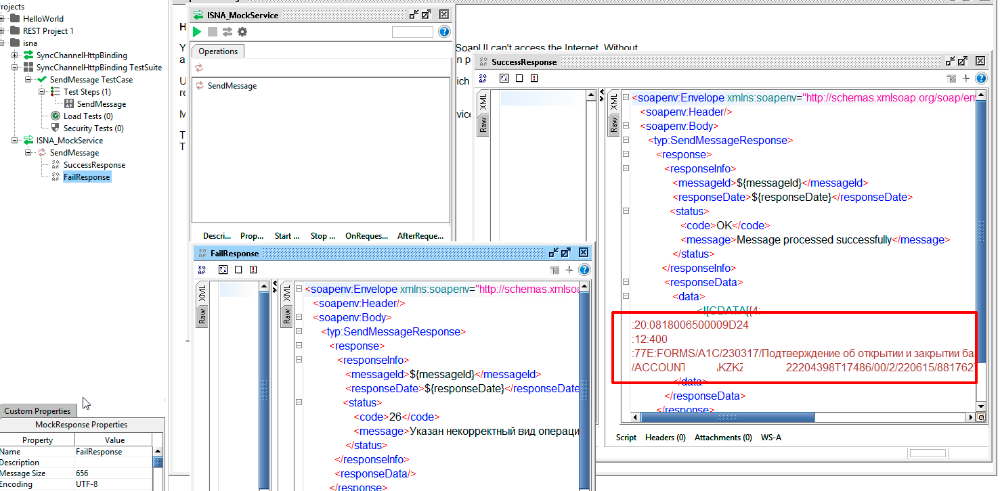 Projects
HelloWorld
REST Project 1
isna
SyncChannelHttpBinding
SyncChannelHttpBinding TestSuite
SendMessage TestCase
Test Steps (1)
SendMessage
Load Tests (0)
Security Tests (0)
ISNA_MockService
SendMessage
SuccessResponse
FailResponse
Custom Properties
MockResponse Properties
Property Value
Name FailResponse
Description
Message Size 656
Encoding UTF-8
ISNA_MockService
Operations
SendMessage
Descri... Prop... Start ... Stop ... OnReques... AfterReque...
SoapUI can't access the Internet. Without
FailResponse
XML
Raw
XML
Raw
<soapenv:Envelope xmlns:soapenv="http://schemas.xmlsoa
<soapenv:Header/>
<soapenv:Body>
<typ:SendMessageResponse>
<response>
<responseInfo>
<messageId>${messageId}</messageId>
<responseDate>${responseDate}</responseDate
<status>
<code>26</code>
<message>Указан некорректный вид операци
</status>
</responseInfo>
<responseData/>
</response>
SuccessResponse
XML
Raw
XML
Raw
<soapenv:Envelope xmlns:soapenv="http://schemas.xmlsoap.org/soap/en
<soapenv:Header/>
<soapenv:Body>
<typ:SendMessageResponse>
<response>
<responseInfo>
<messageId>${messageId}</messageId>
<responseDate>${responseDate}</responseDate>
<status>
<code>OK</code>
<message>Message processed successfully</message>
</status>
</responseInfo>
<responseData>
<data>
<![CDATA[{4:
:20:0818006500009D24
:12:400
:77E:FORMS/A1C/230317/Подтверждение об открытии и закрытии ба
/ACCOUNT KZKZ 22204398T17486/00/2/220615/881762
</data>
</responseData>
</response>
Script Headers (0) Attachments (0) WS-A